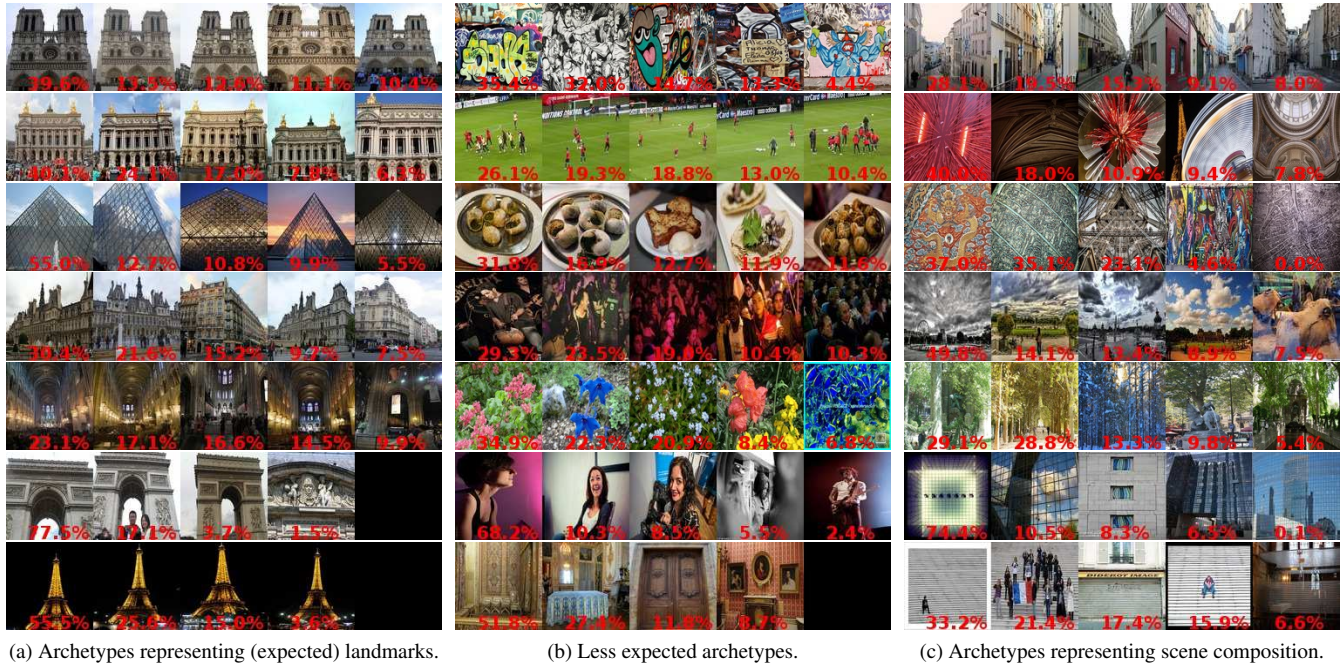 39.6% 15.5% 12.6% 11.1% 10.4%
40.1% 24.1% 17.0% 7.8% 6.3%
55.0% 12.7% 10.8% 9.9% 5.5%
30.4% 21.6% 15.2% 9.7% 7.5%
23.1% 17.1% 16.6% 14.5% 9.9%
77.5% 17.1% 3.7% 1.5%
55.5% 25.6% 15.0% 3.6%
(a) Archetypes representing (expected) landmarks.
35.4% 32.0% 14.7% 12.3% 4.4%
26.1% 19.3% 18.8% 13.0% 10.4%
31.8% 16.9% 12.7% 11.9% 11.6%
29.3% 23.5% 19.8% 10.4% 10.3%
34.9% 22.3% 20.9% 8.4% 6.8%
68.2% 10.3% 8.5% 5.5% 2.4%
51.8% 27.4% 11.8% 8.7%
(b) Less expected archetypes.
28.1% 19.5% 15.2% 9.1% 8.0%
40.0% 18.0% 10.9% 9.4% 7.8%
37.0% 35.1% 23.1% 4.6% 0.0%
49.8% 14.1% 13.4% 8.9% 7.5%
29.1% 28.8% 13.3% 9.8% 5.4%
74.4% 10.5% 8.3% 6.5% 0.1%
DIDEROT IMAGE
33.2% 21.4% 17.4% 15.9% 6.6%
(c) Archetypes representing scene composition.